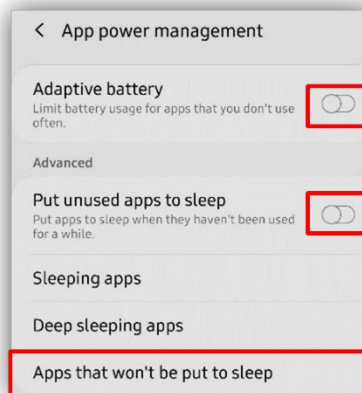 App power management
Adaptive battery
Limit battery usage for apps that you don't use
often.
Advanced
Put unused apps to sleep
Put apps to sleep when they haven't been used
for a while.
Sleeping apps
Deep sleeping apps
Apps that won't be put to sleep